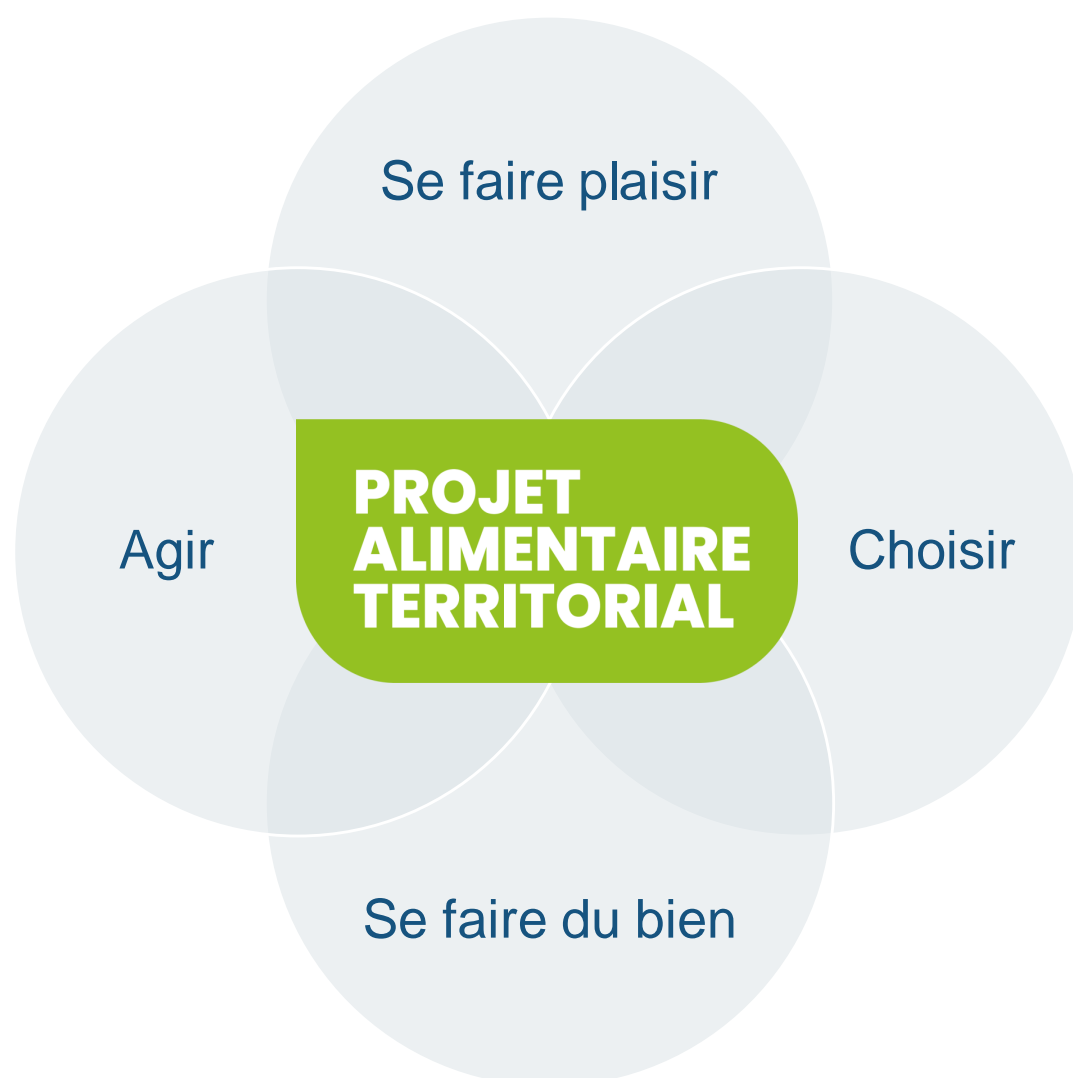 Se faire plaisir
Agir
PROJET
ALIMENTAIRE
TERRITORIAL
Choisir
Se faire du bien